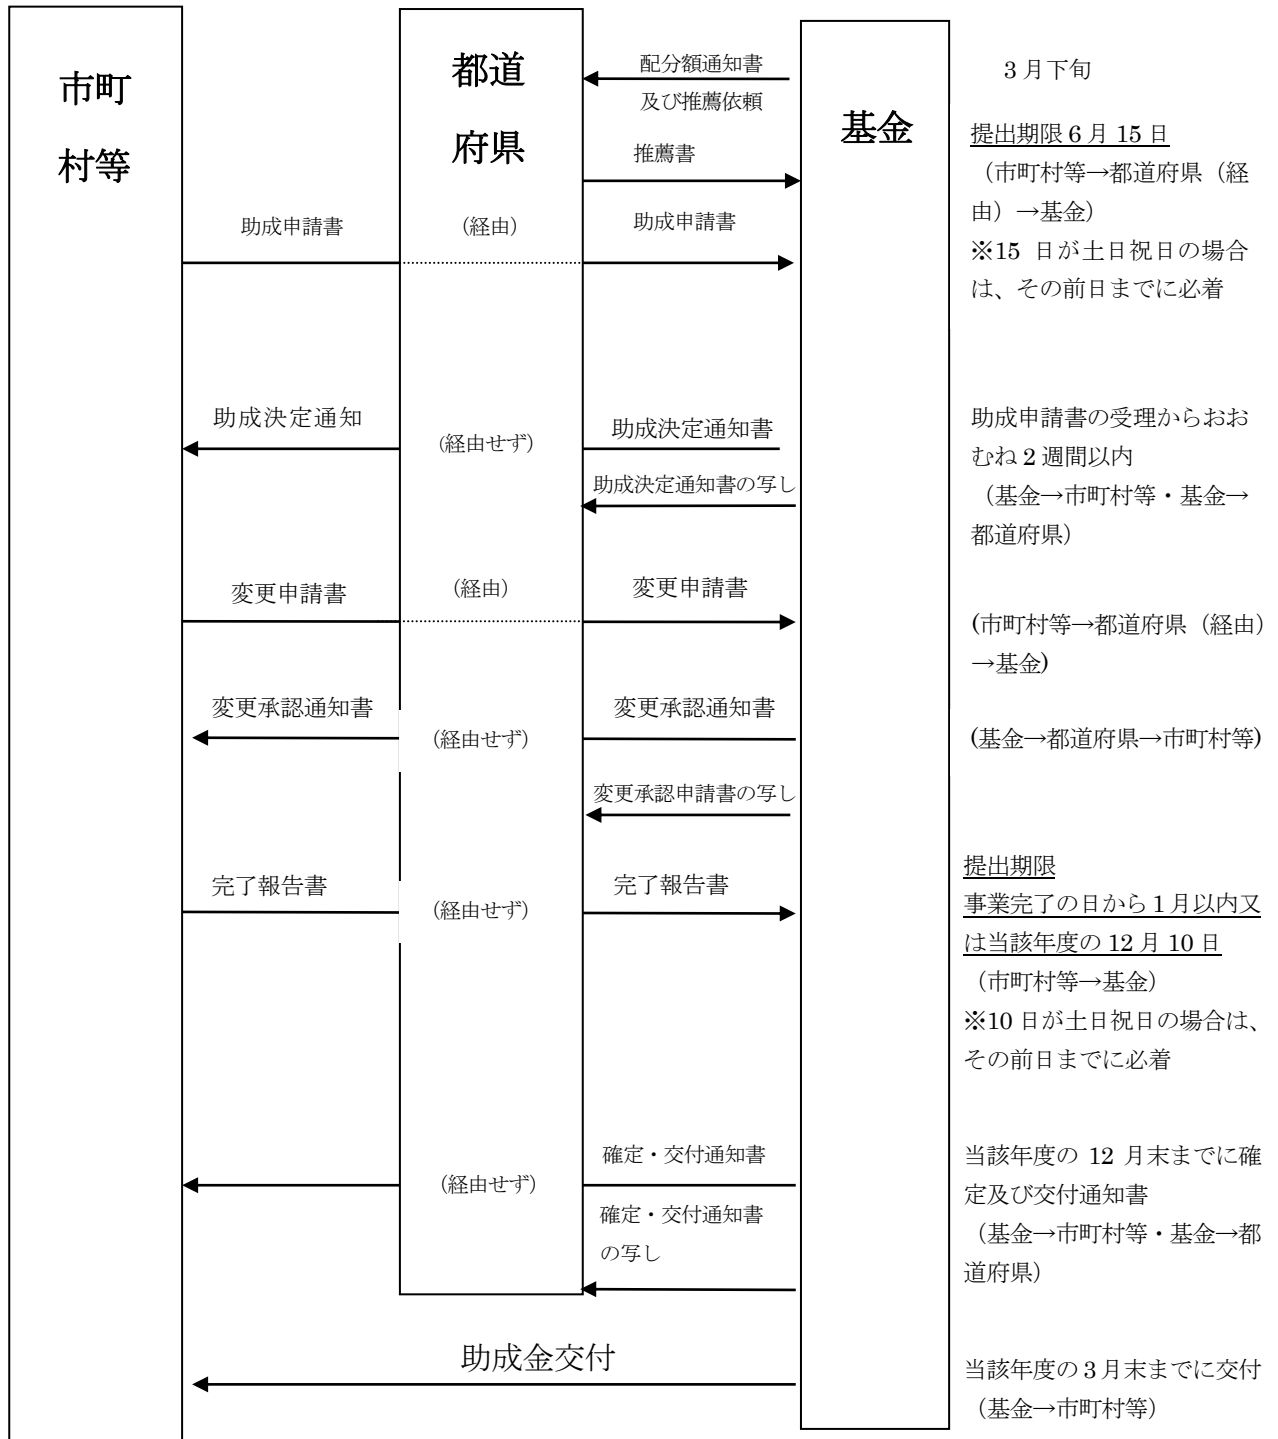 市町
村等
都道
府県
基金
配分額通知書
及び推薦依頼
3月下旬
推薦書
提出期限6月15日
（市町村等→都道府県（経
由）→基金）
※15 日が土日祝日の場合
は、その前日までに必着
助成申請書
（経由）
助成申請書
助成決定通知
（経由せず）
助成決定通知書
助成決定通知書の写し
助成申請書の受理からおお
むね2週間以内
（基金→市町村等・基金→
都道府県）
変更申請書
（経由）
変更申請書
(市町村等→都道府県（経由）
→基金)
変更承認通知書
（経由せず）
変更承認通知書
(基金→都道府県→市町村等)
変更承認申請書の写し
完了報告書
（経由せず）
完了報告書
提出期限
事業完了の日から1月以内又
は当該年度の12月10日
（市町村等→基金）
※10日が土日祝日の場合は、
その前日までに必着
（経由せず）
確定・交付通知書
確定・交付通知書
の写し
当該年度の 12 月末までに確
定及び交付通知書
（基金→市町村等・基金→都
道府県）
助成金交付
当該年度の3月末までに交付
（基金→市町村等）